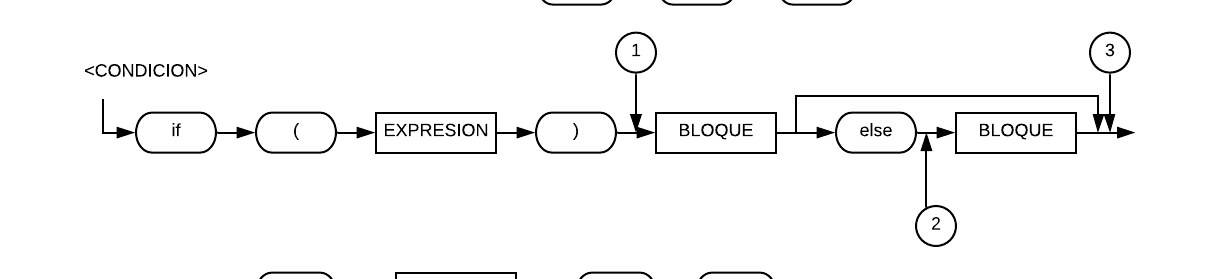 1
3
<CONDICION>
if ( EXPRESION ) BLOQUE else BLOQUE
2